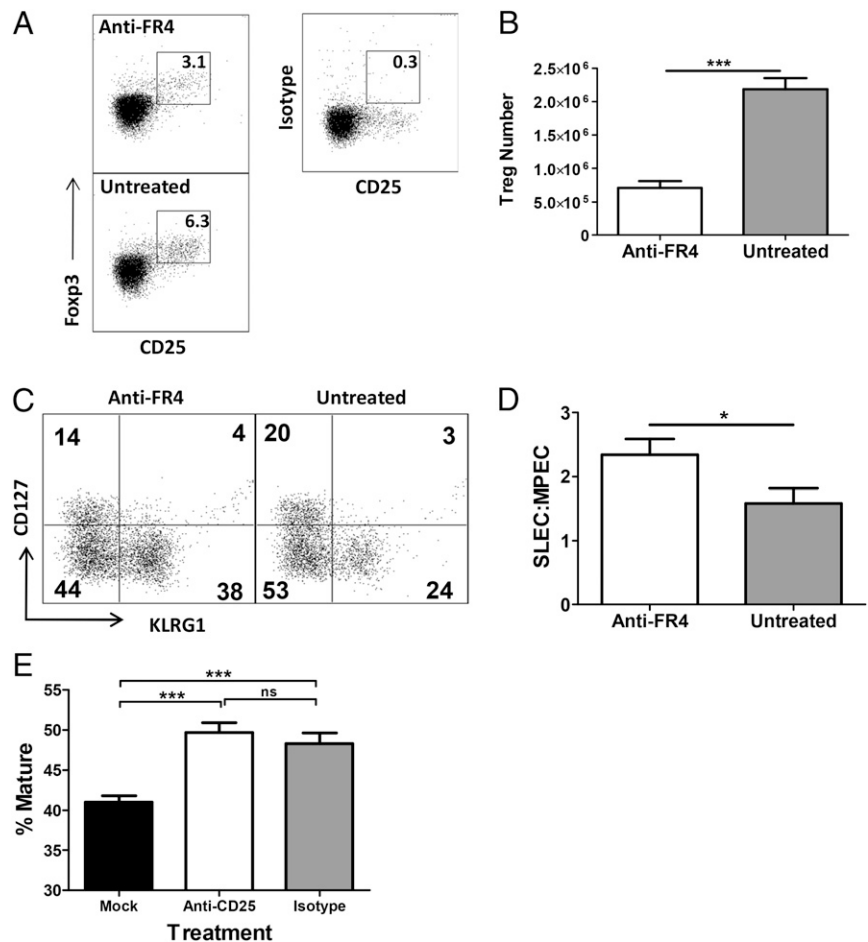 A
Anti-FR4
3.1
Untreated
6.3
Foxp3
CD25
Isotype
0.3
CD25
B
***
Treg Number
2.5×10⁶
2.0×10⁶
1.5×10⁶
1.0×10⁶
5.0×10⁵
0
Anti-FR4 Untreated
C
Anti-FR4 Untreated
14 4 20 3
44 38 53 24
CD127
KLRG1
D
*
SLEC:MPEC
3
2
1
0
Anti-FR4 Untreated
E
***
*** ns
% Mature
55
50
45
40
35
30
Mock Anti-CD25 Isotype
Treatment